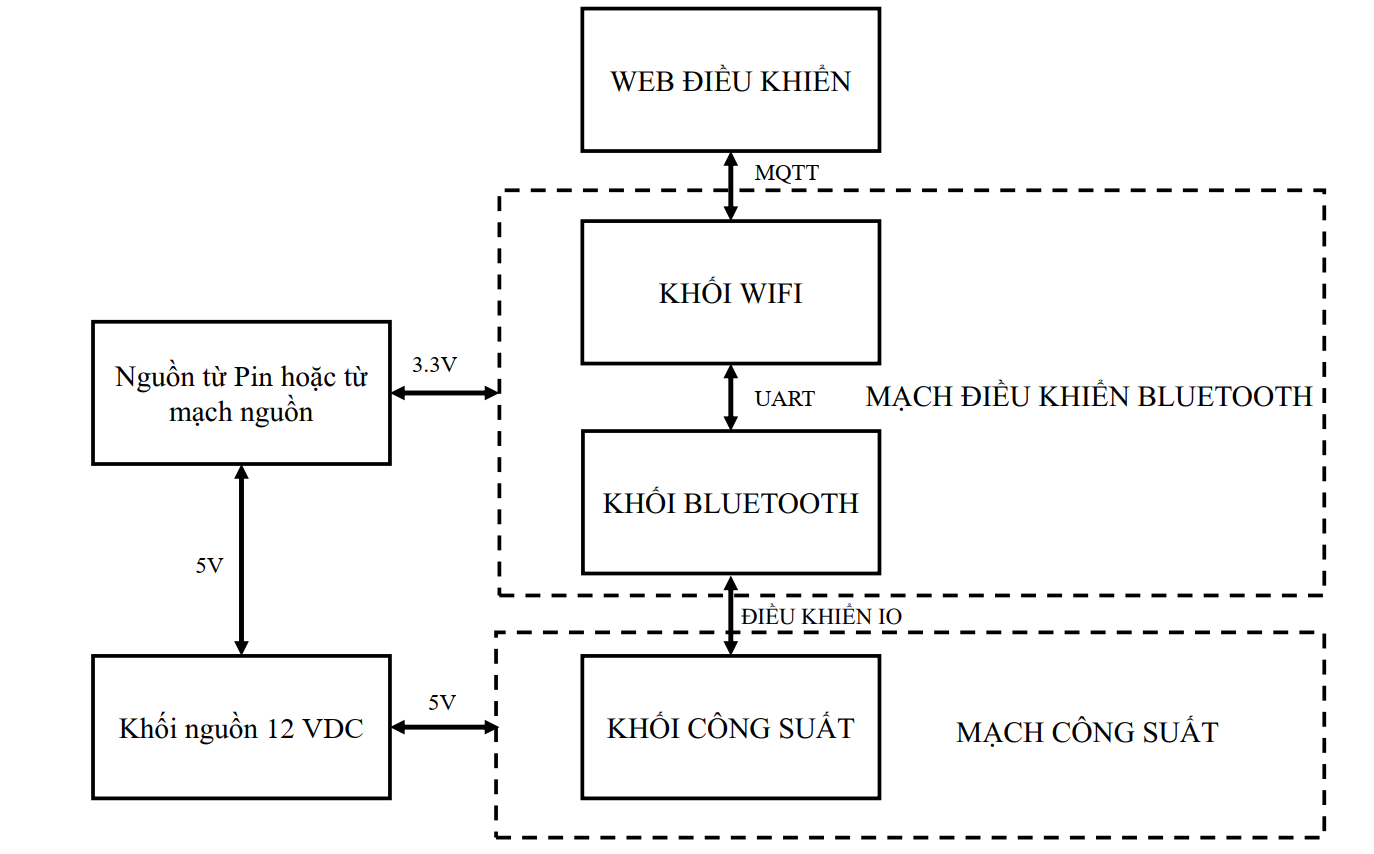 WEB ĐIỀU KHIỂN
MQTT
KHỐI WIFI
Nguồn từ Pin hoặc từ
mạch nguồn
3.3V
UART
MẠCH ĐIỀU KHIỂN BLUETOOTH
KHỐI BLUETOOTH
5V
ĐIỀU KHIỂN IO
Khối nguồn 12 VDC
5V
KHỐI CÔNG SUẤT
MẠCH CÔNG SUẤT